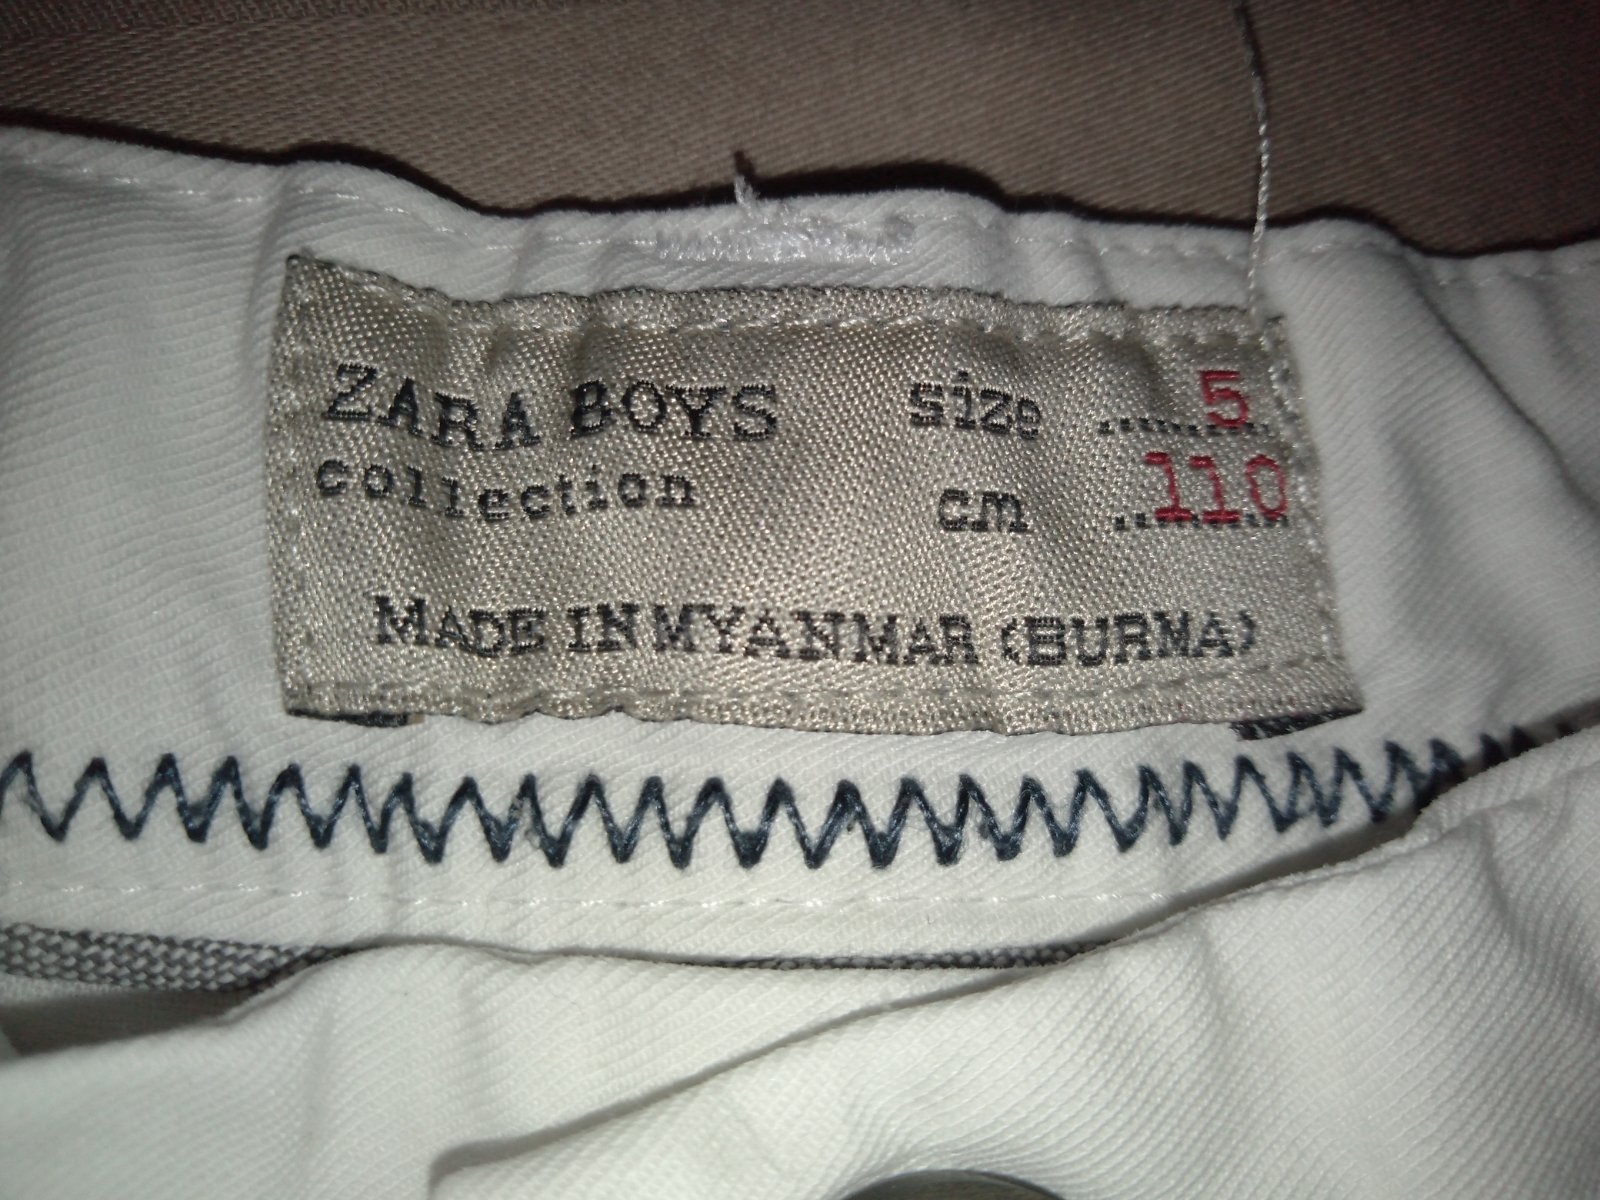 ZARA BOYS size ........5
collection cm ........110
MADE IN MYANMAR (BURMA)